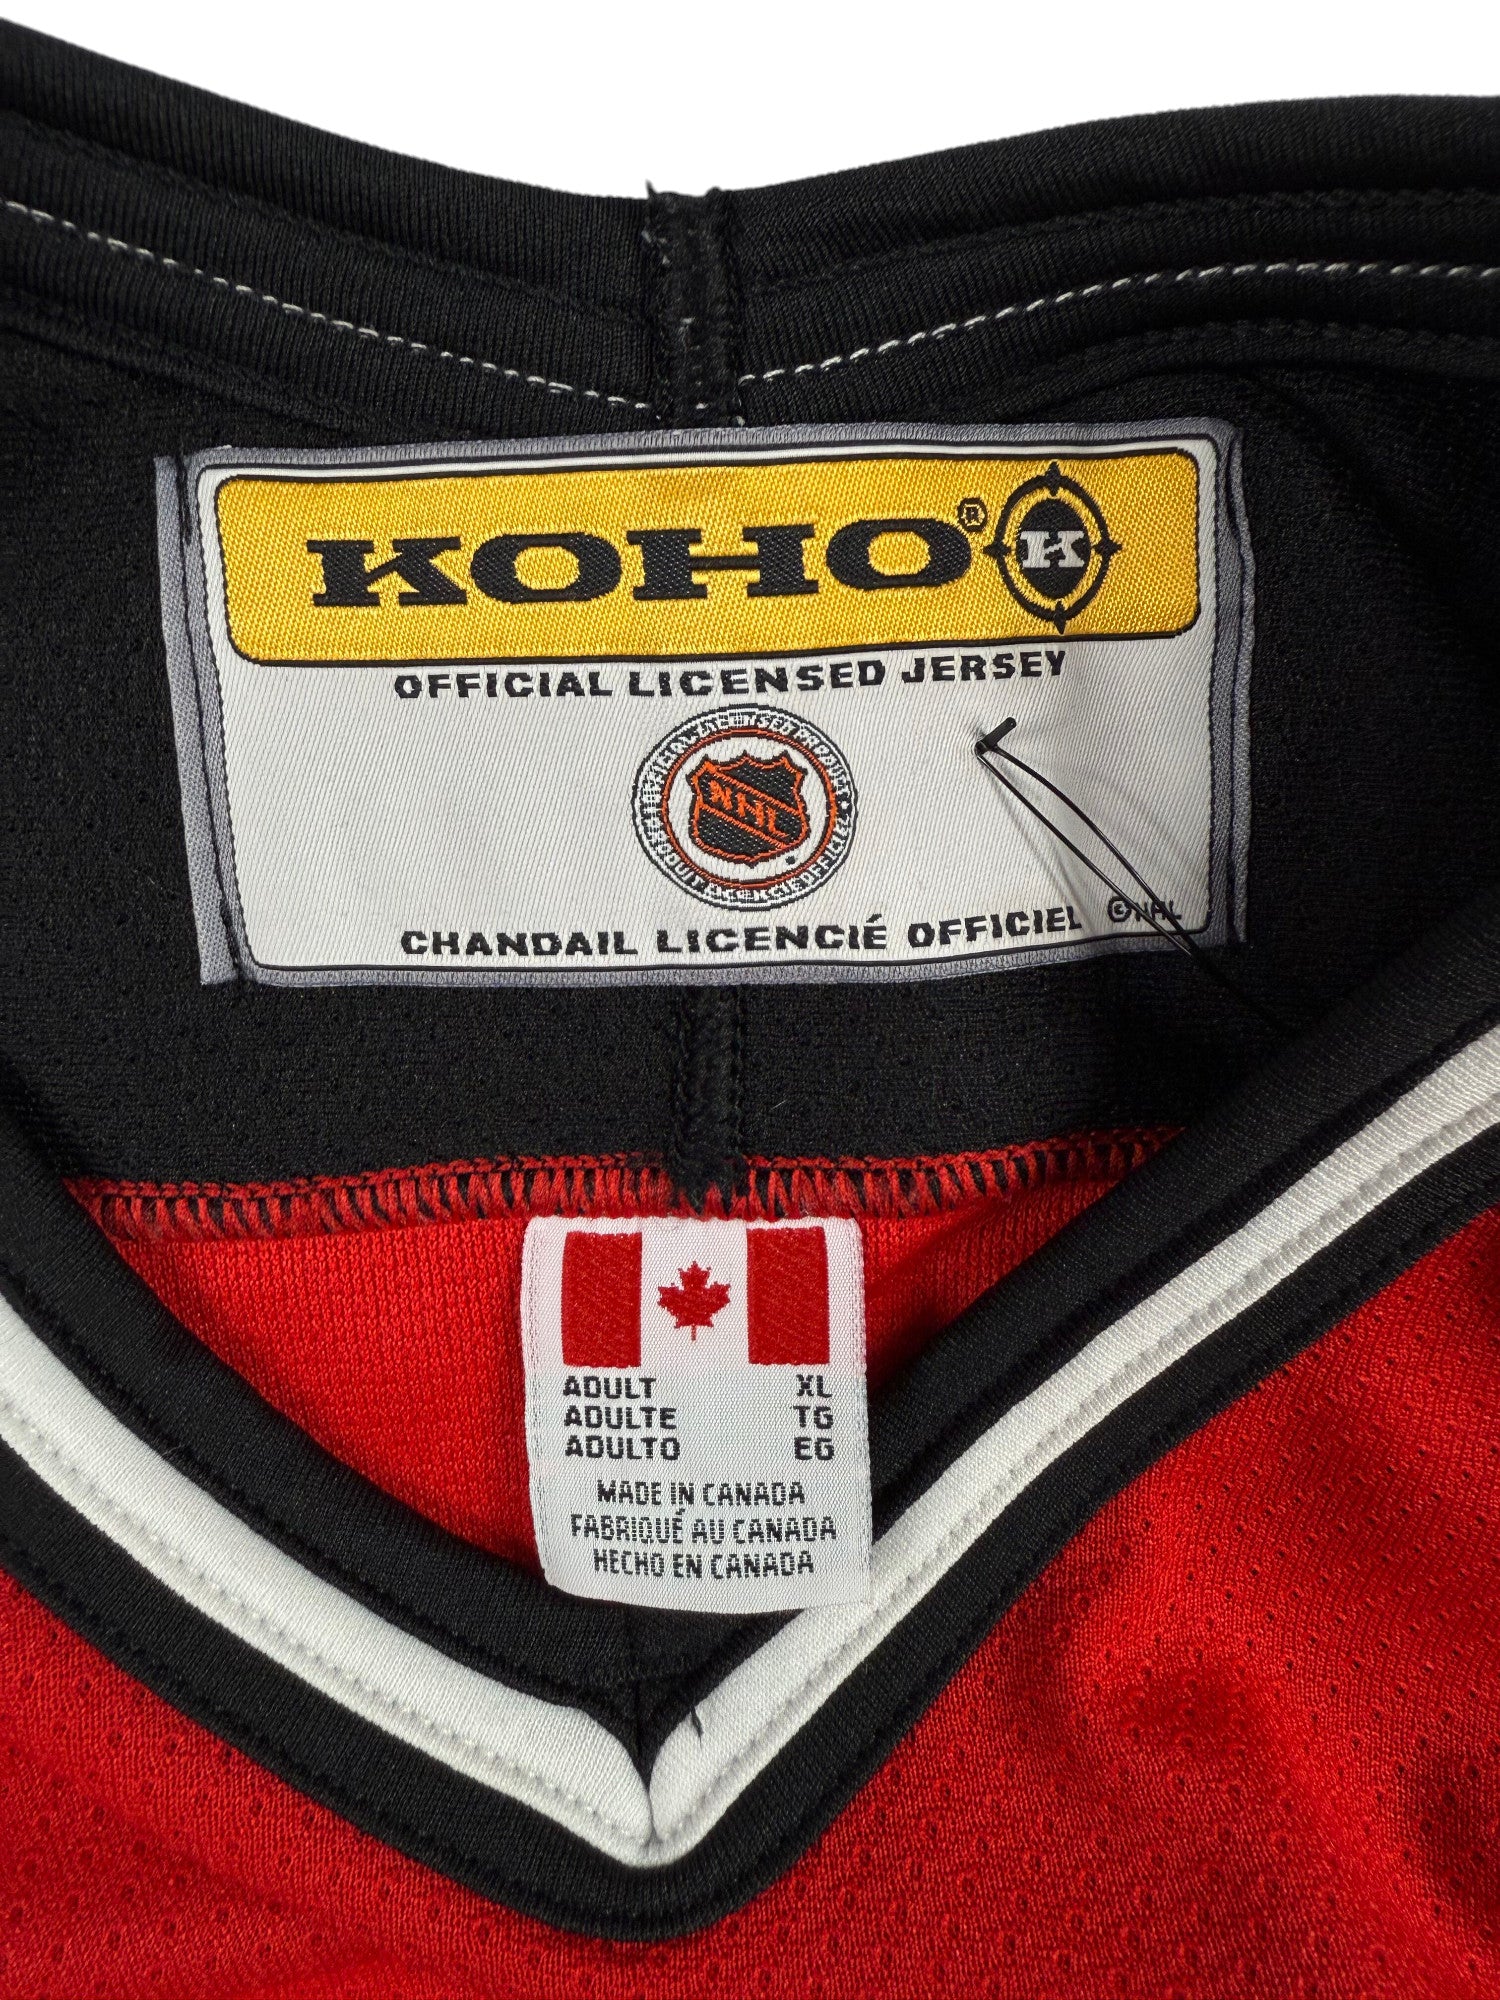 KOHO® K
OFFICIAL LICENSED JERSEY
NHL
CHANDAIL LICENCIÉ OFFICIEL ©NHL
ADULT XL
ADULTE TG
ADULTO EG
MADE IN CANADA
FABRIQUÉ AU CANADA
HECHO EN CANADA